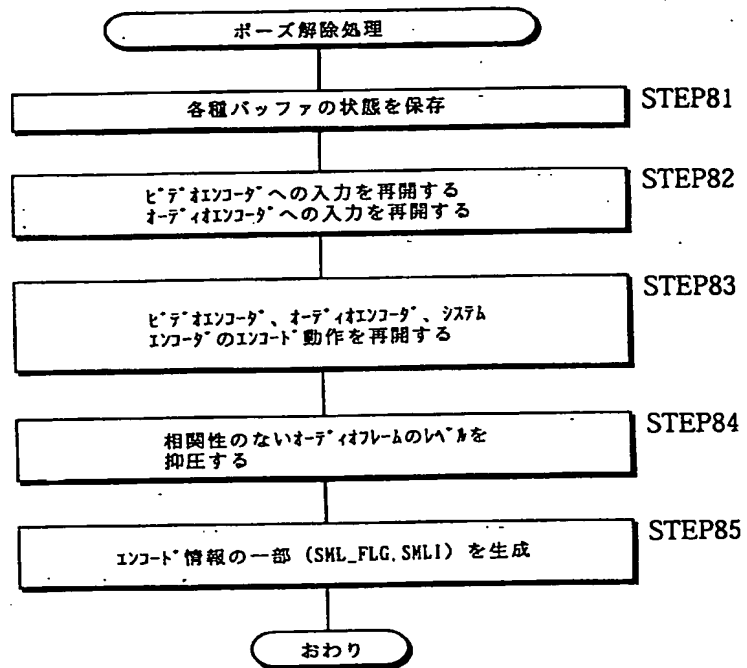 ポーズ解除処理
各種バッファの状態を保存
STEP81
ﾋﾞﾃﾞｵｴﾝｺｰﾀﾞへの入力を再開する
ｵｰﾃﾞｨｵｴﾝｺｰﾀﾞへの入力を再開する
STEP82
ﾋﾞﾃﾞｵｴﾝｺｰﾀﾞ、ｵｰﾃﾞｨｵｴﾝｺｰﾀﾞ、ｼｽﾃﾑ
ｴﾝｺｰﾀﾞのｴﾝｺｰﾄﾞ動作を再開する
STEP83
相関性のないｵｰﾃﾞｨｵﾌﾚｰﾑのﾚﾍﾞﾙを
抑圧する
STEP84
ｴﾝｺｰﾄﾞ情報の一部 (SML_FLG, SMLI) を生成
STEP85
おわり